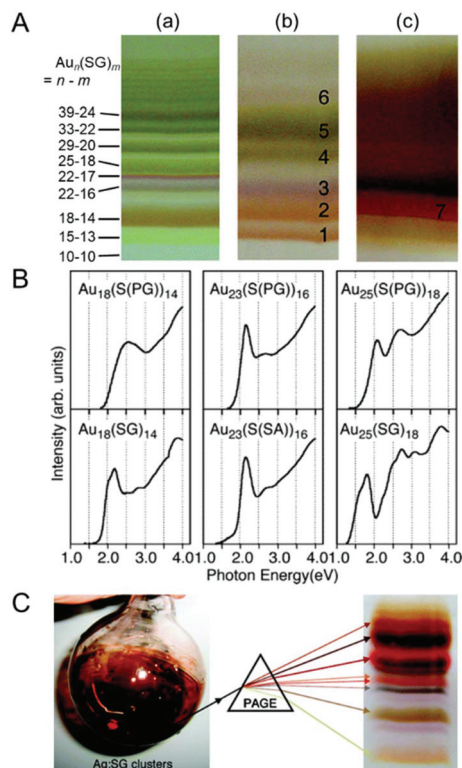 A
(a) (b) (c)
Auₙ(SG)ₘ
= n - m
39-24
33-22
29-20
25-18
22-17
22-16
18-14
15-13
10-10
6
5
4
3
2
1
7
B
Au₁₈(S(PG))₁₄ Au₂₃(S(PG))₁₆ Au₂₅(S(PG))₁₈
Au₁₈(SG)₁₄ Au₂₃(S(SA))₁₆ Au₂₅(SG)₁₈
Intensity (arb. units)
1.0 2.0 3.0 4.0 1.0 2.0 3.0 4.0 1.0 2.0 3.0 4.0
Photon Energy(eV)
C
PAGE
Ag:SG clusters